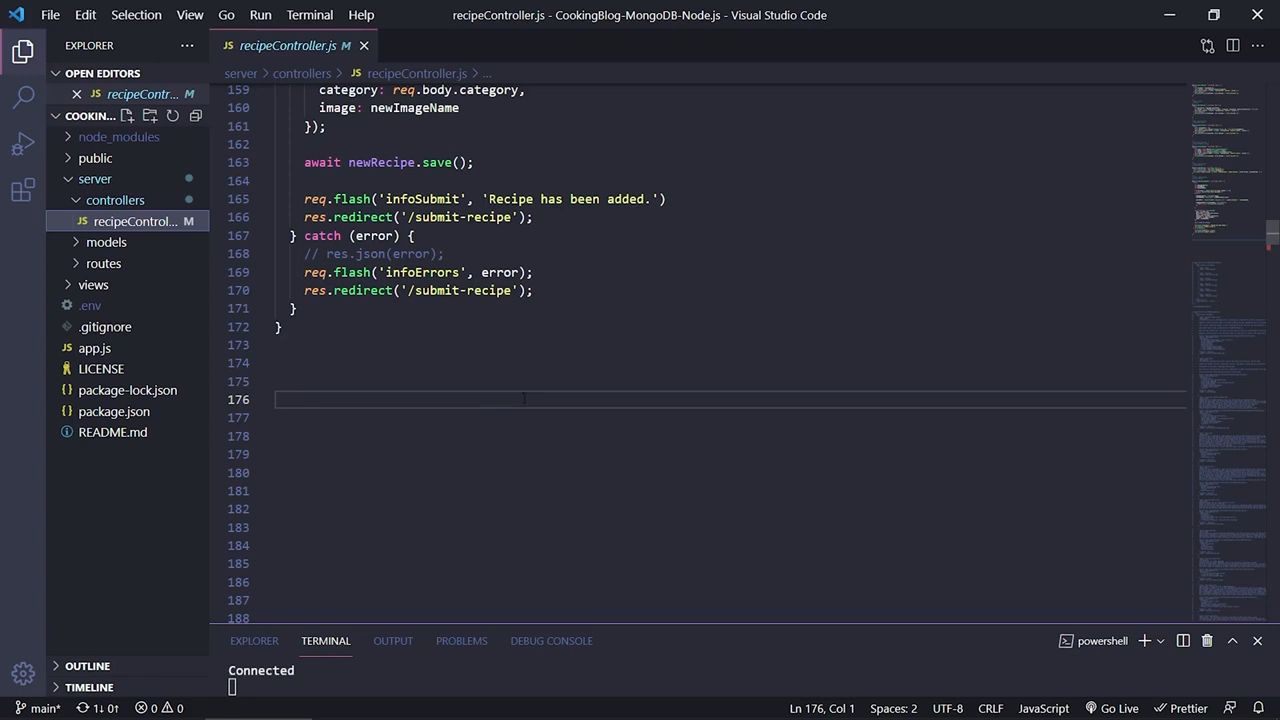 File Edit Selection View Go Run Terminal Help recipeController.js - CookingBlog-MongoDB-Node.js - Visual Studio Code
EXPLORER
OPEN EDITORS
recipeContr... M
COOKIN...
node_modules
public
server
controllers
recipeControl... M
models
routes
views
.env
.gitignore
JS app.js
LICENSE
package-lock.json
package.json
README.md
OUTLINE
TIMELINE
JS recipeController.js M
server > controllers > JS recipeController.js > ...
159 category: req.body.category,
160 image: newImageName
161 });
162
163 await newRecipe.save();
164
165 req.flash('infoSubmit', 'Recipe has been added.')
166 res.redirect('/submit-recipe');
167 } catch (error) {
168 // res.json(error);
169 req.flash('infoErrors', error);
170 res.redirect('/submit-recipe');
171 }
172 }
173
174
175
176
177
178
179
180
181
182
183
184
185
186
187
188
EXPLORER TERMINAL OUTPUT PROBLEMS DEBUG CONSOLE powershell
Connected
main* 1↓ 0↑ 0 0 Ln 176, Col 1 Spaces: 2 UTF-8 CRLF JavaScript Go Live Prettier